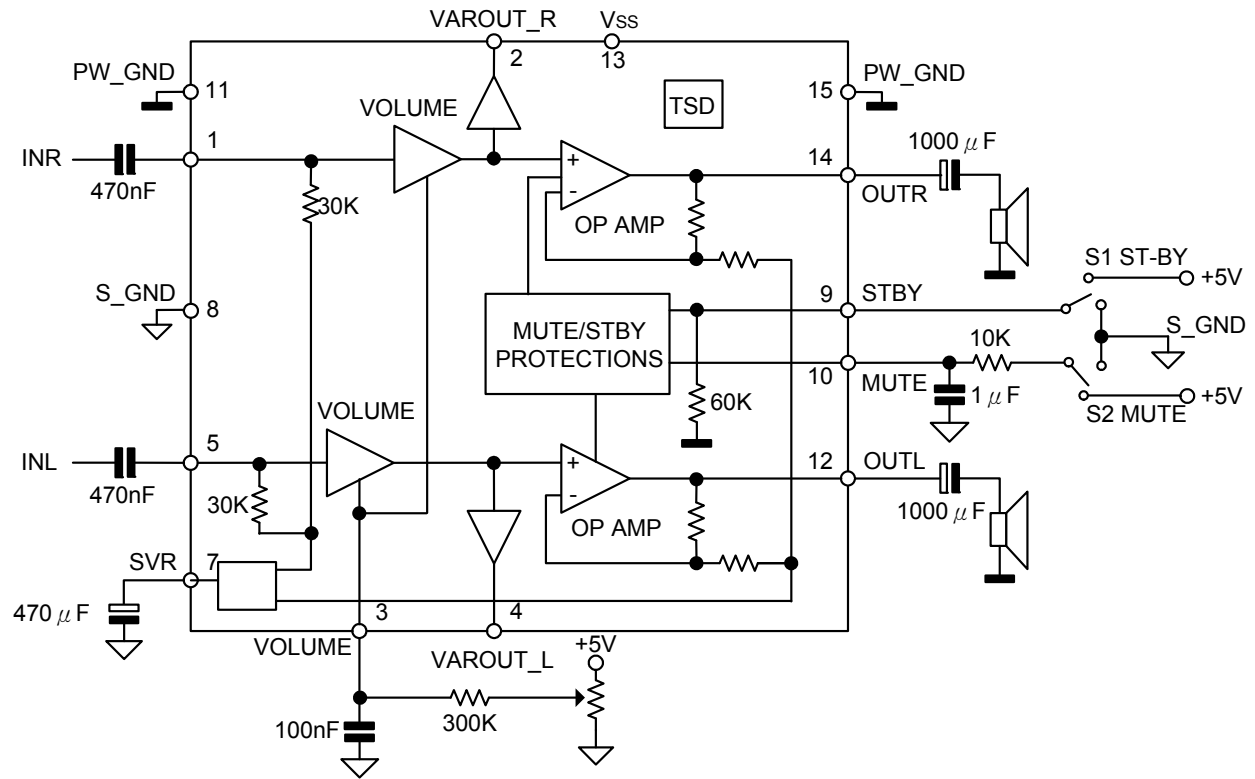 VAROUT_R
VSS
2
13
PW_GND
11
TSD
15
PW_GND
VOLUME
1
INR
470nF
30K
+
-
OP AMP
14
OUTR
1000 μF
S_GND
8
MUTE/STBY
PROTECTIONS
9
STBY
S1 ST-BY
+5V
S_GND
10K
10
MUTE
1 μF
+5V
S2 MUTE
60K
VOLUME
5
INL
470nF
30K
+
-
OP AMP
12
OUTL
1000 μF
SVR
7
470 μF
3
4
VOLUME
VAROUT_L
+5V
300K
100nF